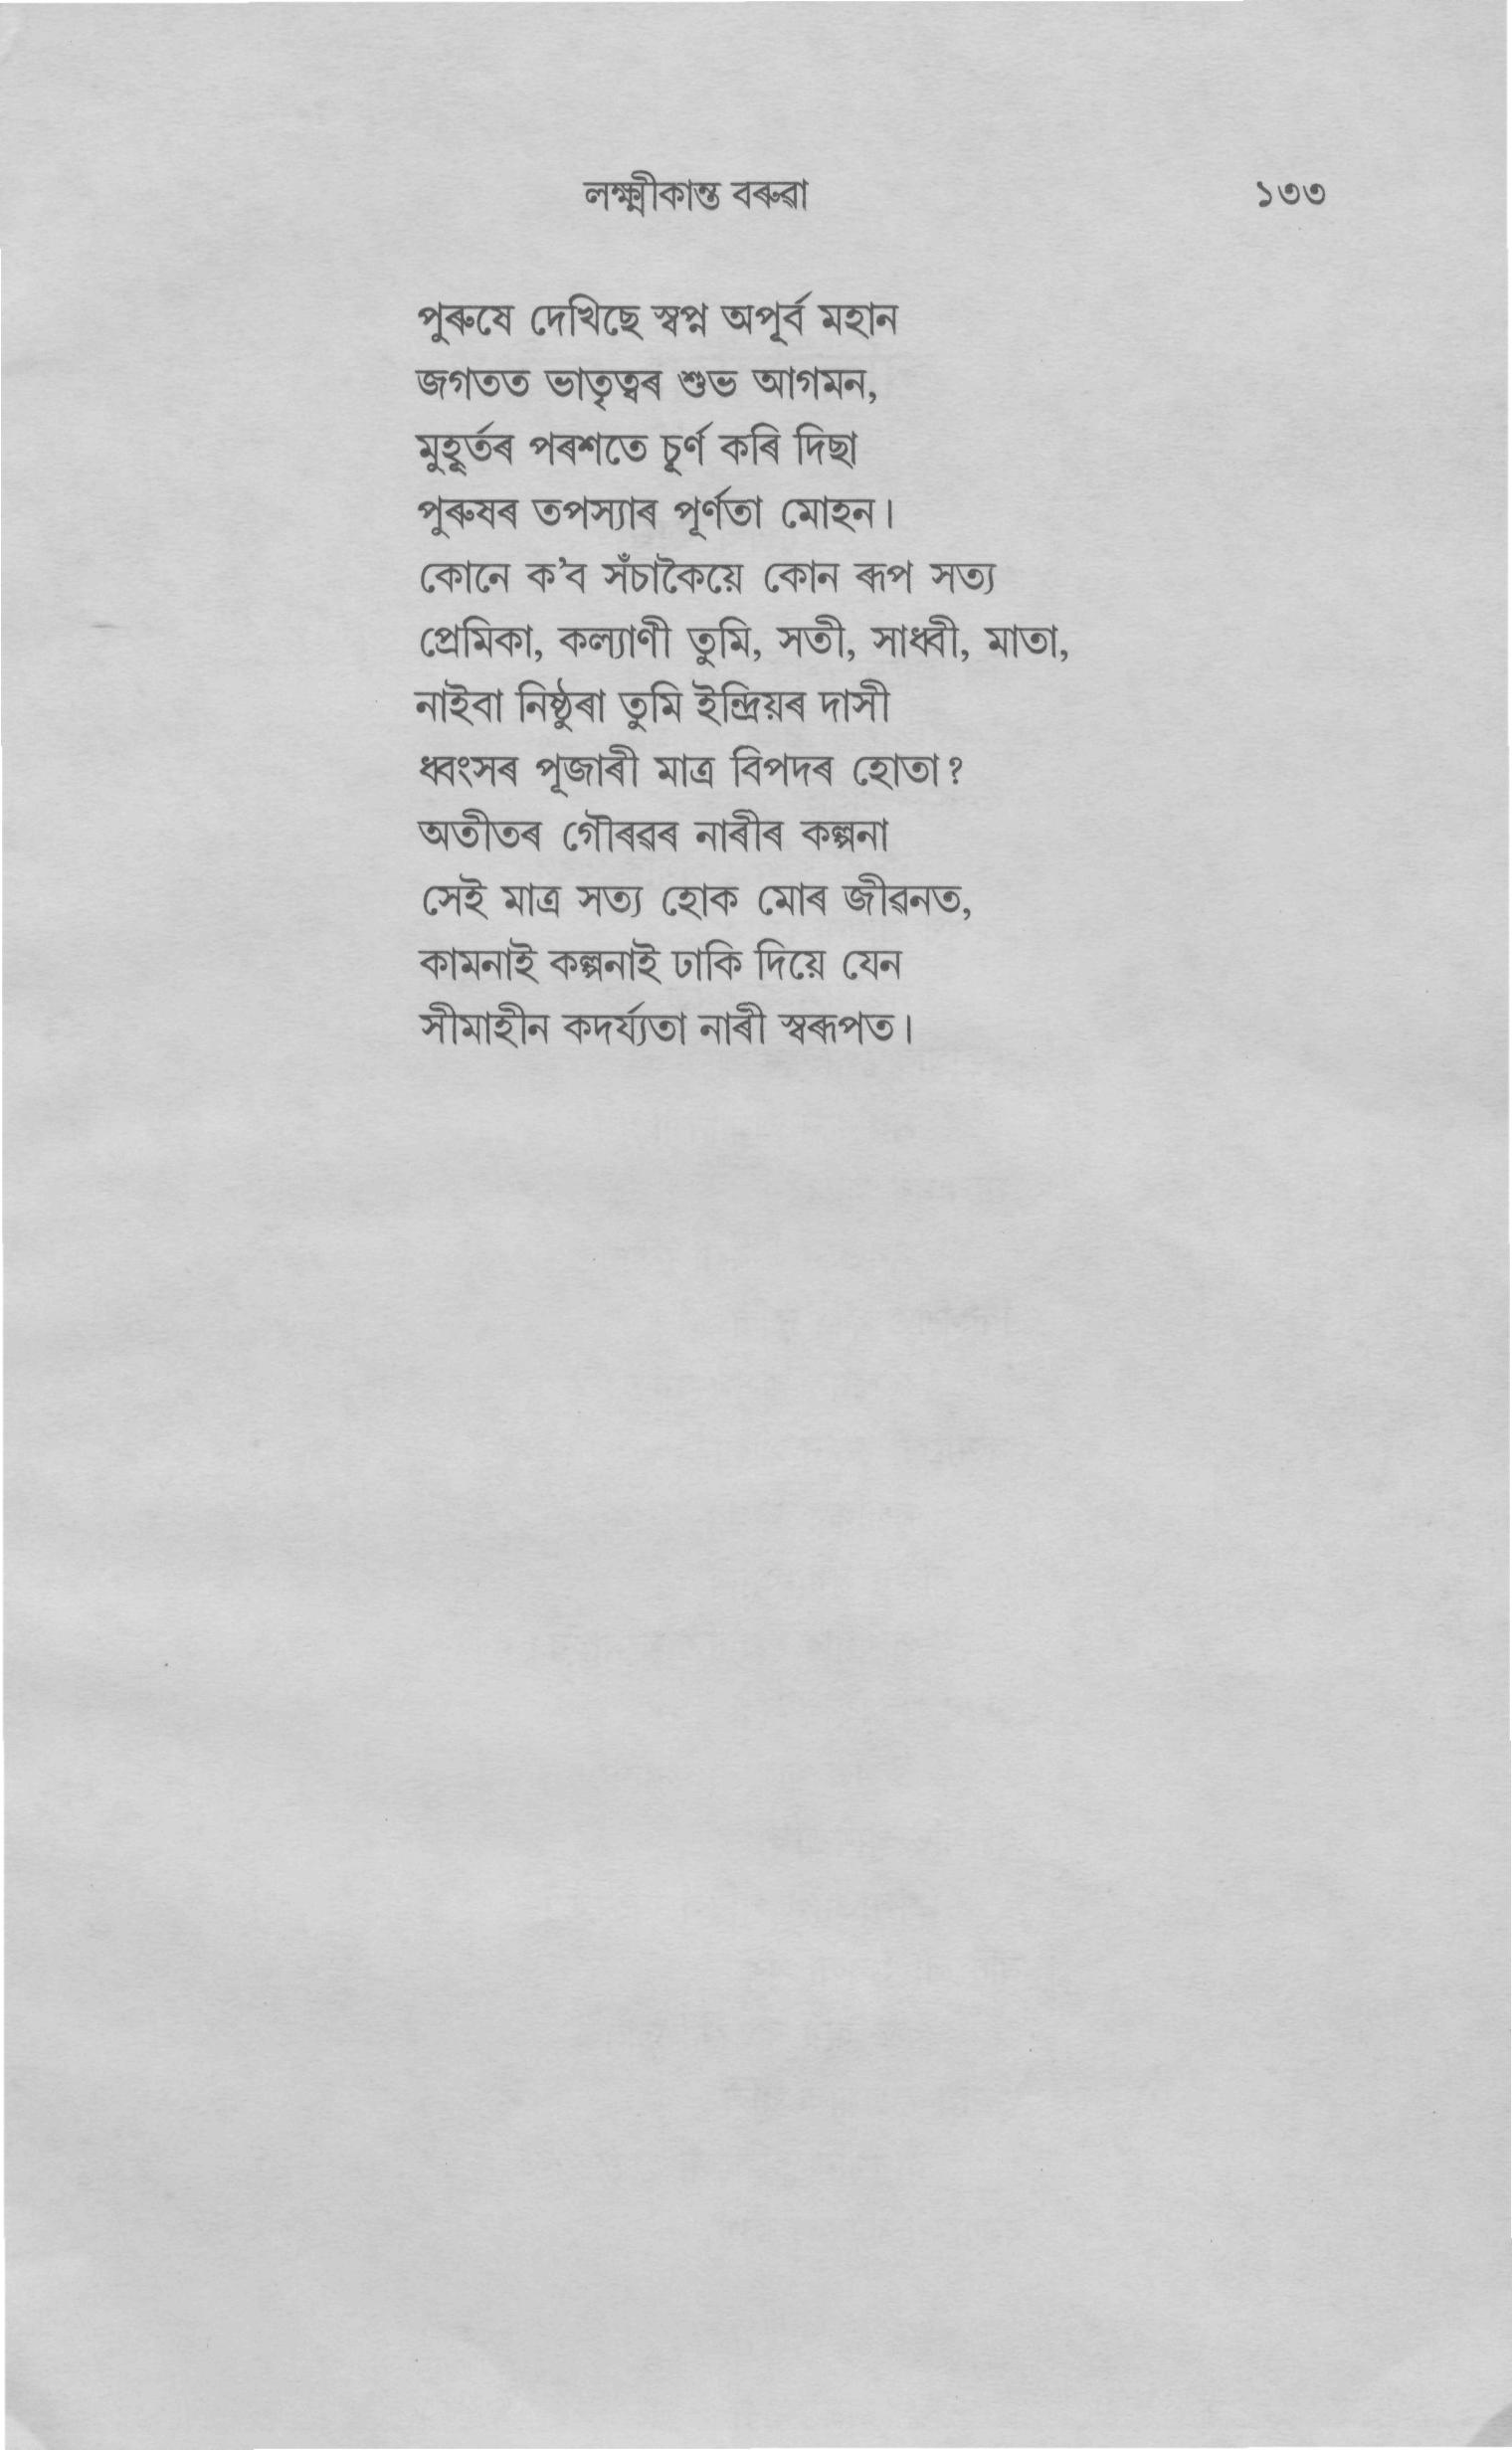 লক্ষ্মীকান্ত বৰুৱা ১৩৩
পুৰুষে দেখিছে স্বপ্ন অপূৰ্ব মহান
জগতত ভাতৃত্বৰ শুভ আগমন,
মুহূৰ্তৰ পৰশতে চূৰ্ণ কৰি দিছা
পুৰুষৰ তপস্যাৰ পূৰ্ণতা মোহন।
কোনে ক'ব সঁচাকৈয়ে কোন ৰূপ সত্য
প্ৰেমিকা, কল্যাণী তুমি, সতী, সাধ্বী, মাতা,
নাইবা নিষ্ঠুৰা তুমি ইন্দ্ৰিয়ৰ দাসী
ধ্বংসৰ পূজাৰী মাত্ৰ বিপদৰ হোতা?
অতীতৰ গৌৰৱৰ নাৰীৰ কল্পনা
সেই মাত্ৰ সত্য হোক মোৰ জীৱনত,
কামনাই কল্পনাই ঢাকি দিয়ে যেন
সীমাহীন কদৰ্য্যতা নাৰী স্বৰূপত।